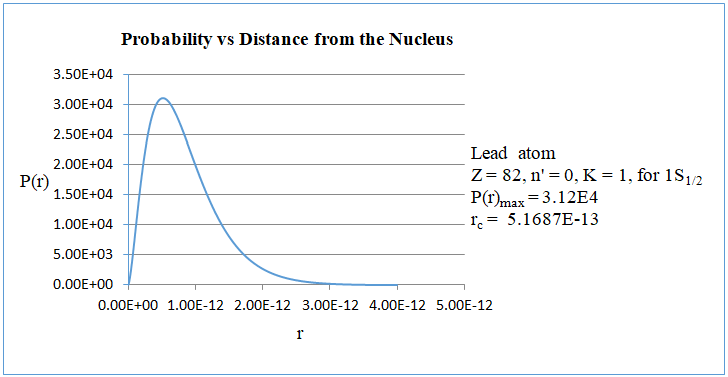 Probability vs Distance from the Nucleus
3.50E+04
3.00E+04
2.50E+04
2.00E+04
1.50E+04
1.00E+04
5.00E+03
0.00E+00
P(r)
0.00E+00 1.00E-12 2.00E-12 3.00E-12 4.00E-12 5.00E-12
r
Lead atom
Z = 82, n' = 0, K = 1, for 1S1/2
P(r)max = 3.12E4
rc = 5.1687E-13